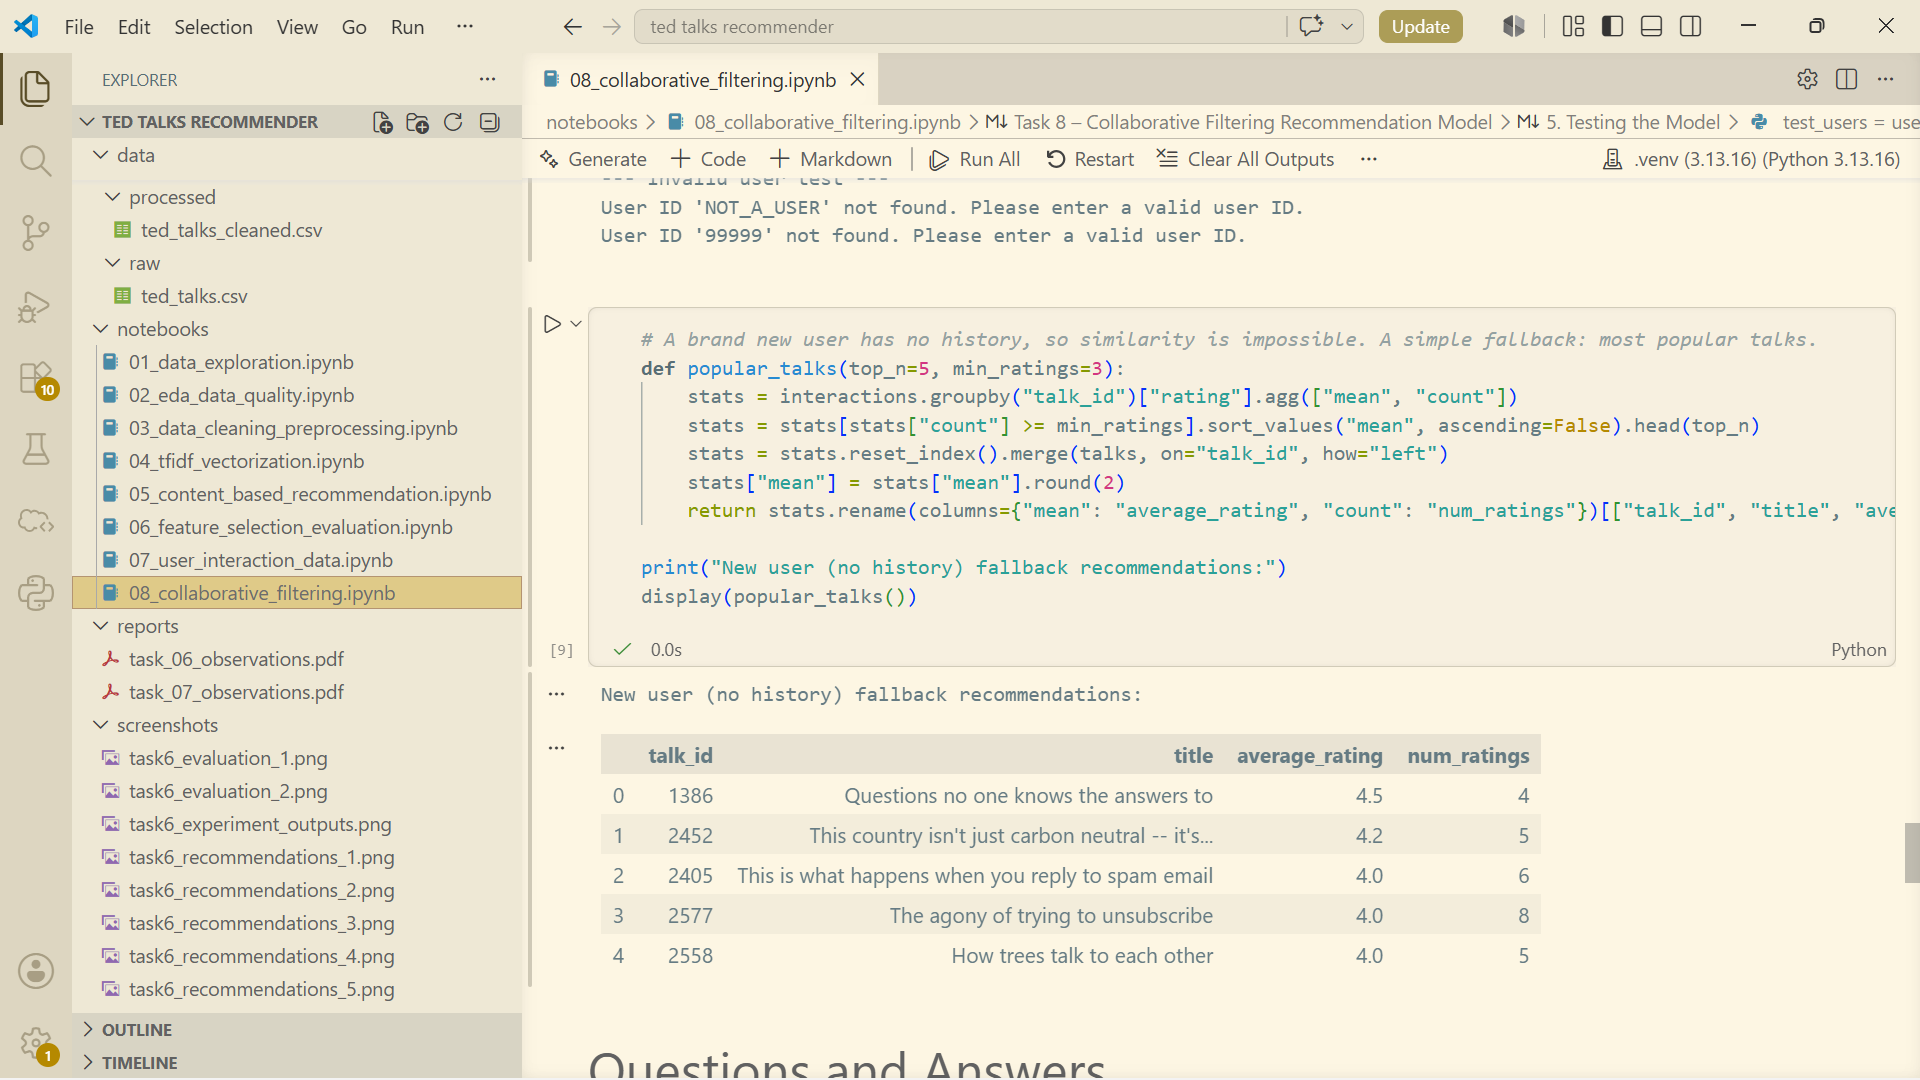 File Edit Selection View Go Run ···
ted talks recommender
Update
EXPLORER
TED TALKS RECOMMENDER
data
processed
ted_talks_cleaned.csv
raw
ted_talks.csv
notebooks
01_data_exploration.ipynb
02_eda_data_quality.ipynb
03_data_cleaning_preprocessing.ipynb
04_tfidf_vectorization.ipynb
05_content_based_recommendation.ipynb
06_feature_selection_evaluation.ipynb
07_user_interaction_data.ipynb
08_collaborative_filtering.ipynb
reports
task_06_observations.pdf
task_07_observations.pdf
screenshots
task6_evaluation_1.png
task6_evaluation_2.png
task6_experiment_outputs.png
task6_recommendations_1.png
task6_recommendations_2.png
task6_recommendations_3.png
task6_recommendations_4.png
task6_recommendations_5.png
OUTLINE
TIMELINE
10
1
08_collaborative_filtering.ipynb
notebooks > 08_collaborative_filtering.ipynb > M↓ Task 8 – Collaborative Filtering Recommendation Model > M↓ 5. Testing the Model > test_users = use
Generate + Code + Markdown | Run All Restart Clear All Outputs ··· .venv (3.13.16) (Python 3.13.16)
--- Invalid user test ---
User ID 'NOT_A_USER' not found. Please enter a valid user ID.
User ID '99999' not found. Please enter a valid user ID.
# A brand new user has no history, so similarity is impossible. A simple fallback: most popular talks.
def popular_talks(top_n=5, min_ratings=3):
    stats = interactions.groupby("talk_id")["rating"].agg(["mean", "count"])
    stats = stats[stats["count"] >= min_ratings].sort_values("mean", ascending=False).head(top_n)
    stats = stats.reset_index().merge(talks, on="talk_id", how="left")
    stats["mean"] = stats["mean"].round(2)
    return stats.rename(columns={"mean": "average_rating", "count": "num_ratings"})[["talk_id", "title", "ave
print("New user (no history) fallback recommendations:")
display(popular_talks())
[9] 0.0s Python
New user (no history) fallback recommendations:
talk_id title average_rating num_ratings
0 1386 Questions no one knows the answers to 4.5 4
1 2452 This country isn't just carbon neutral -- it's... 4.2 5
2 2405 This is what happens when you reply to spam email 4.0 6
3 2577 The agony of trying to unsubscribe 4.0 8
4 2558 How trees talk to each other 4.0 5
Questions and Answers